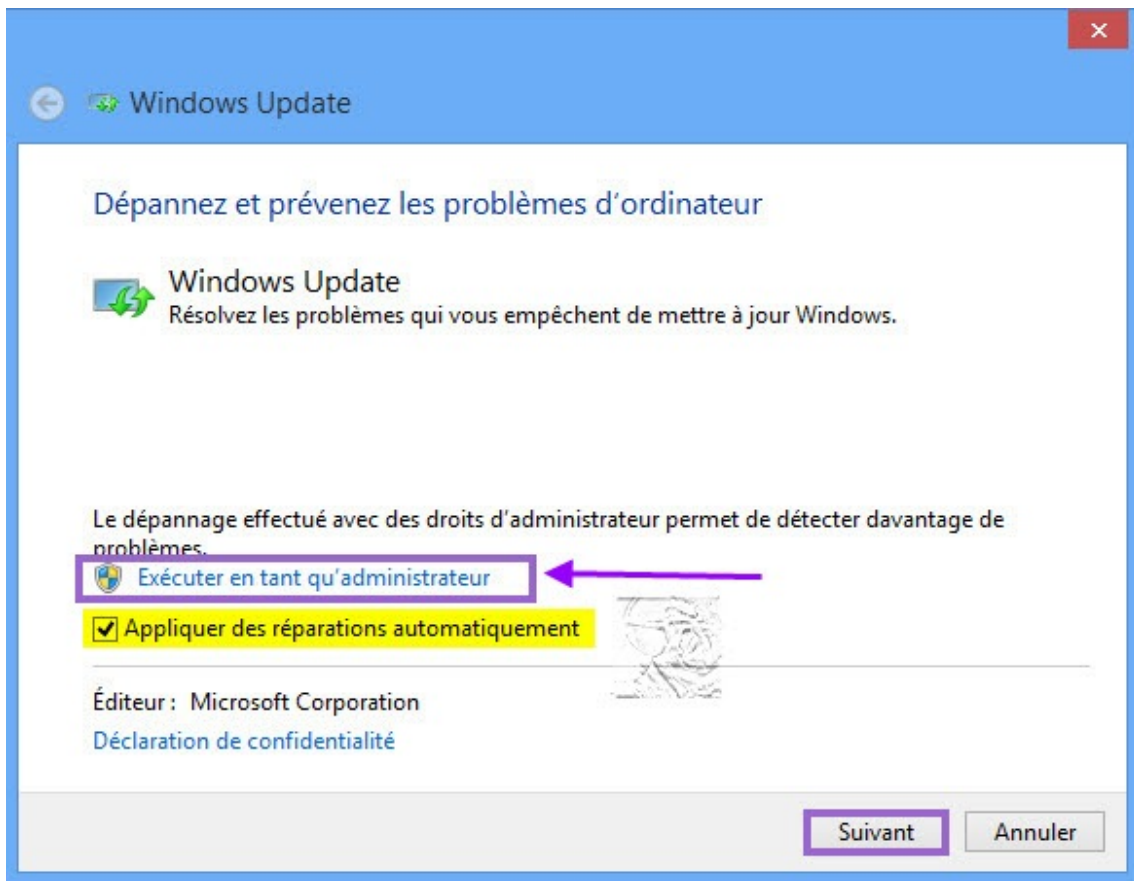 Windows Update
Dépannez et prévenez les problèmes d'ordinateur
Windows Update
Résolvez les problèmes qui vous empêchent de mettre à jour Windows.
Le dépannage effectué avec des droits d'administrateur permet de détecter davantage de
problèmes.
Exécuter en tant qu'administrateur
Appliquer des réparations automatiquement
Éditeur : Microsoft Corporation
Déclaration de confidentialité
Suivant
Annuler